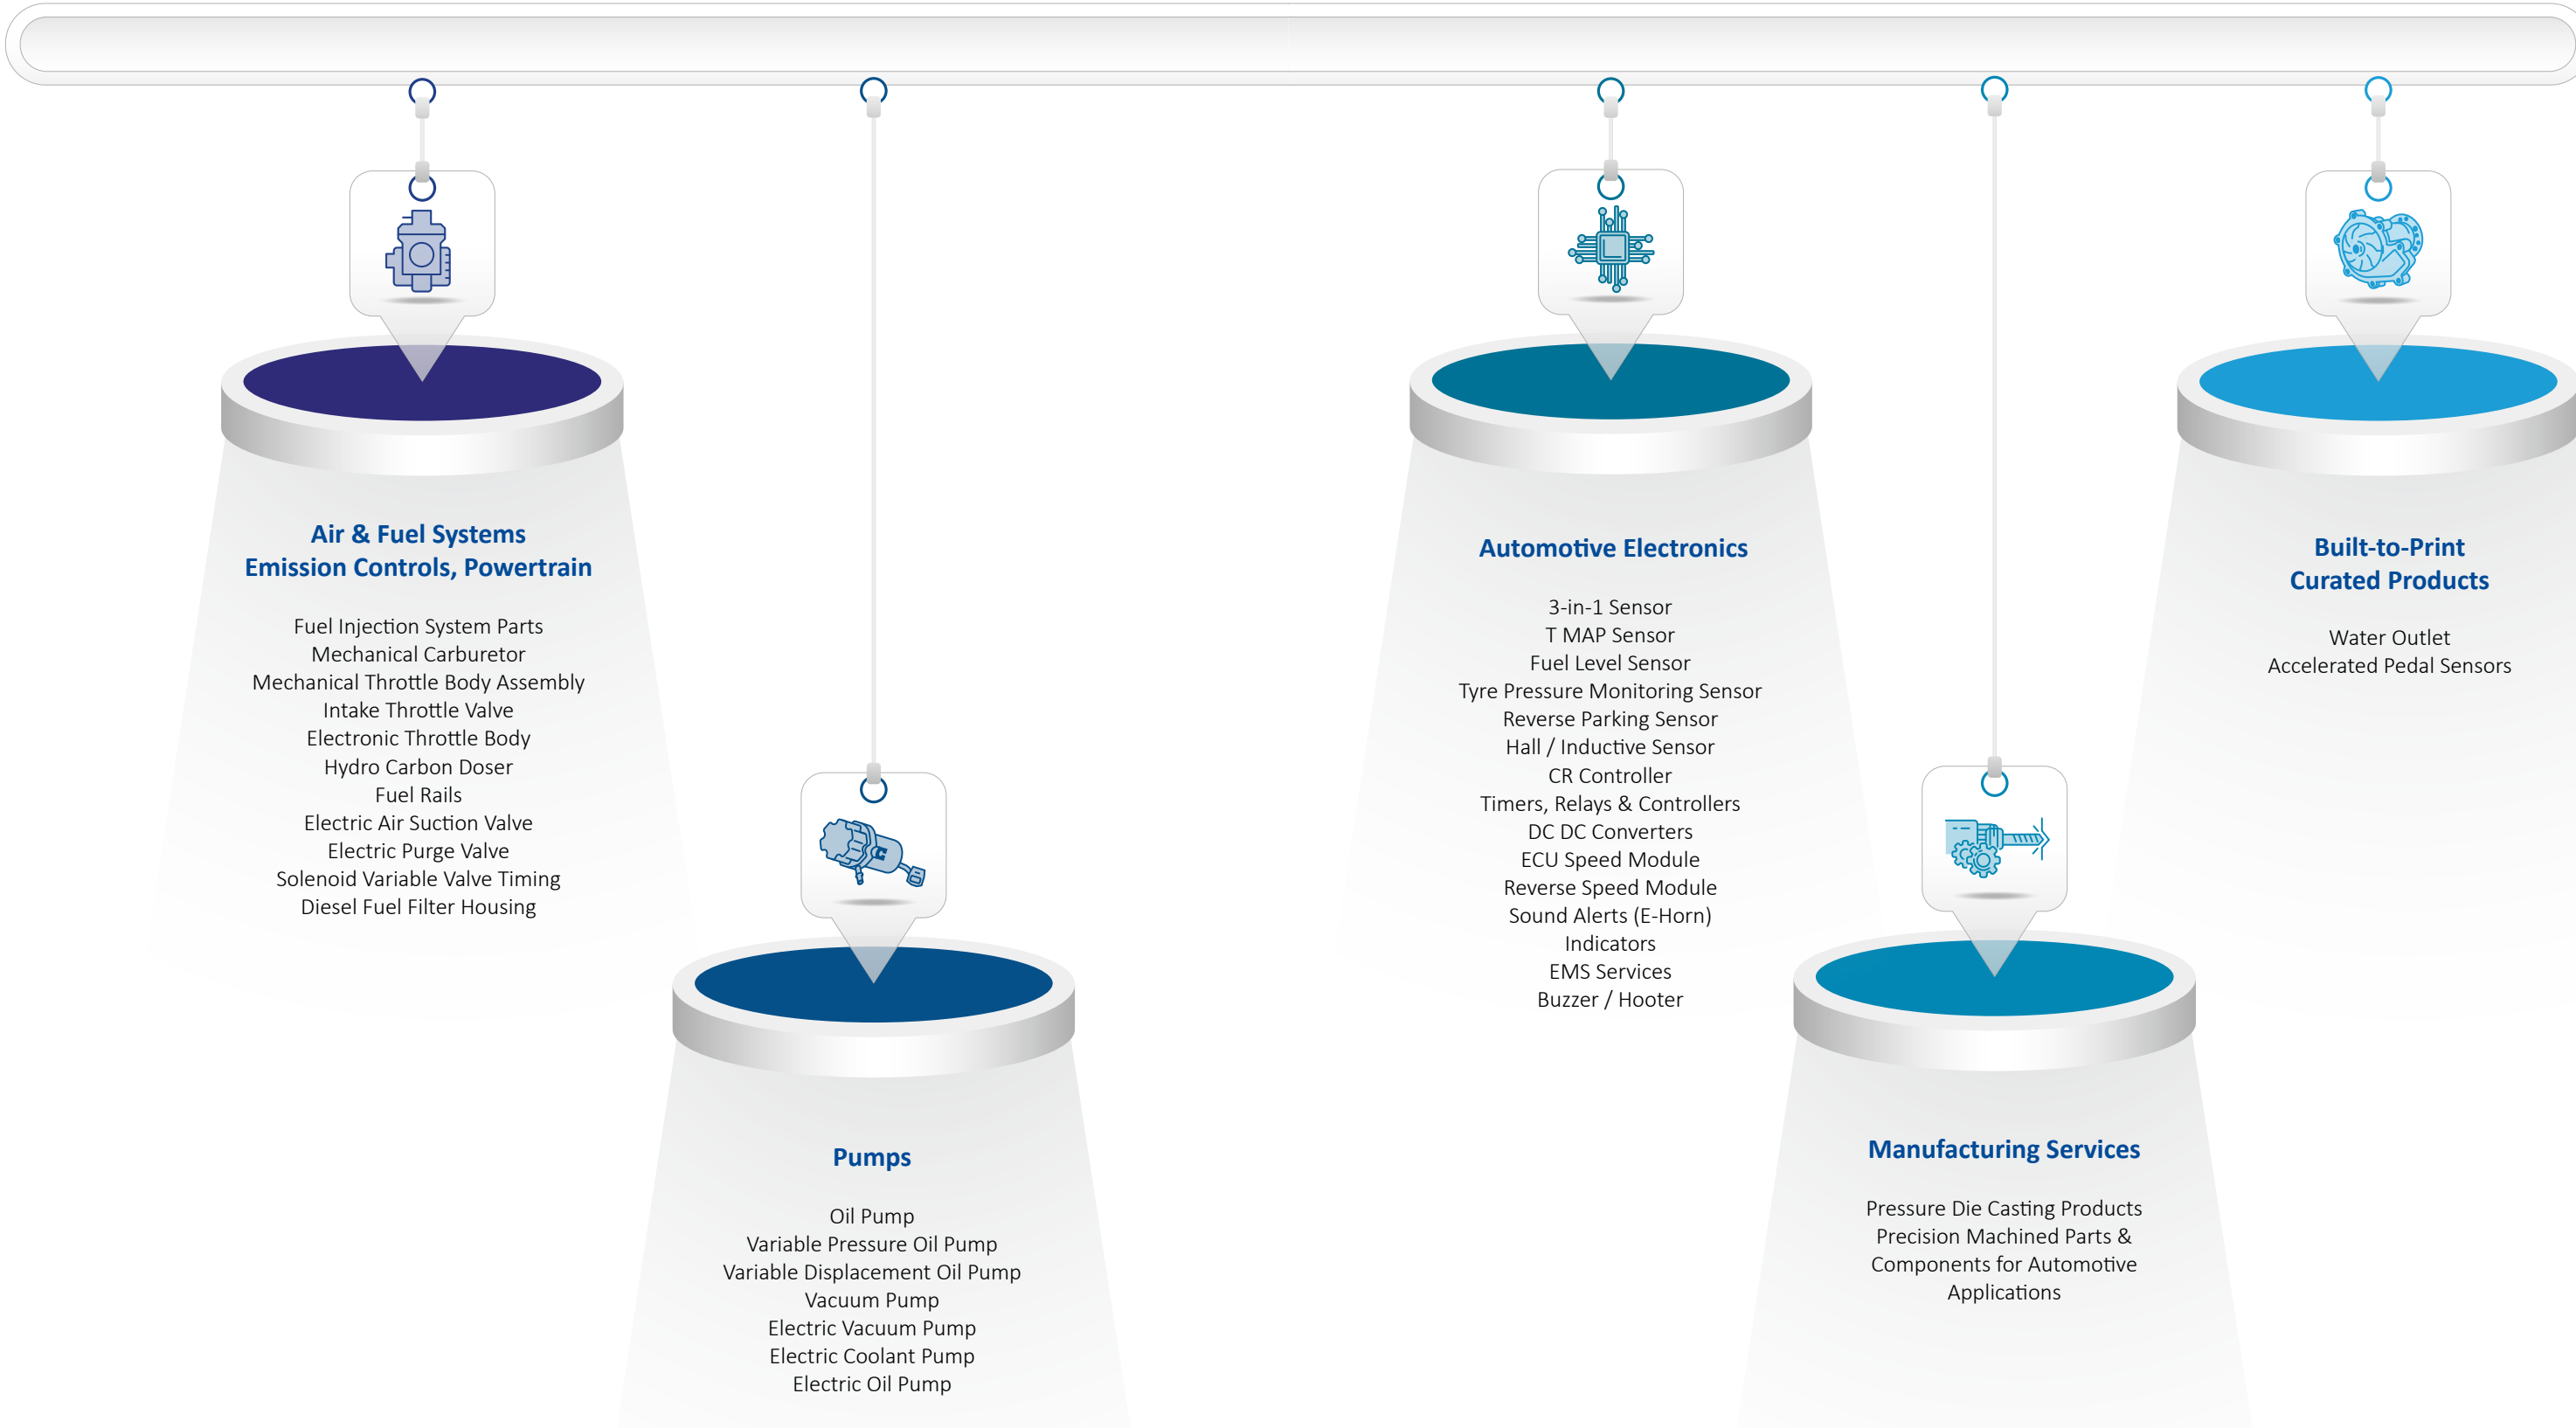 Air & Fuel Systems
Emission Controls, Powertrain
Fuel Injection System Parts
Mechanical Carburetor
Mechanical Throttle Body Assembly
Intake Throttle Valve
Electronic Throttle Body
Hydro Carbon Doser
Fuel Rails
Electric Air Suction Valve
Electric Purge Valve
Solenoid Variable Valve Timing
Diesel Fuel Filter Housing
Pumps
Oil Pump
Variable Pressure Oil Pump
Variable Displacement Oil Pump
Vacuum Pump
Electric Vacuum Pump
Electric Coolant Pump
Electric Oil Pump
Automotive Electronics
3-in-1 Sensor
T MAP Sensor
Fuel Level Sensor
Tyre Pressure Monitoring Sensor
Reverse Parking Sensor
Hall / Inductive Sensor
CR Controller
Timers, Relays & Controllers
DC DC Converters
ECU Speed Module
Reverse Speed Module
Sound Alerts (E-Horn)
Indicators
EMS Services
Buzzer / Hooter
Manufacturing Services
Pressure Die Casting Products
Precision Machined Parts &
Components for Automotive
Applications
Built-to-Print
Curated Products
Water Outlet
Accelerated Pedal Sensors